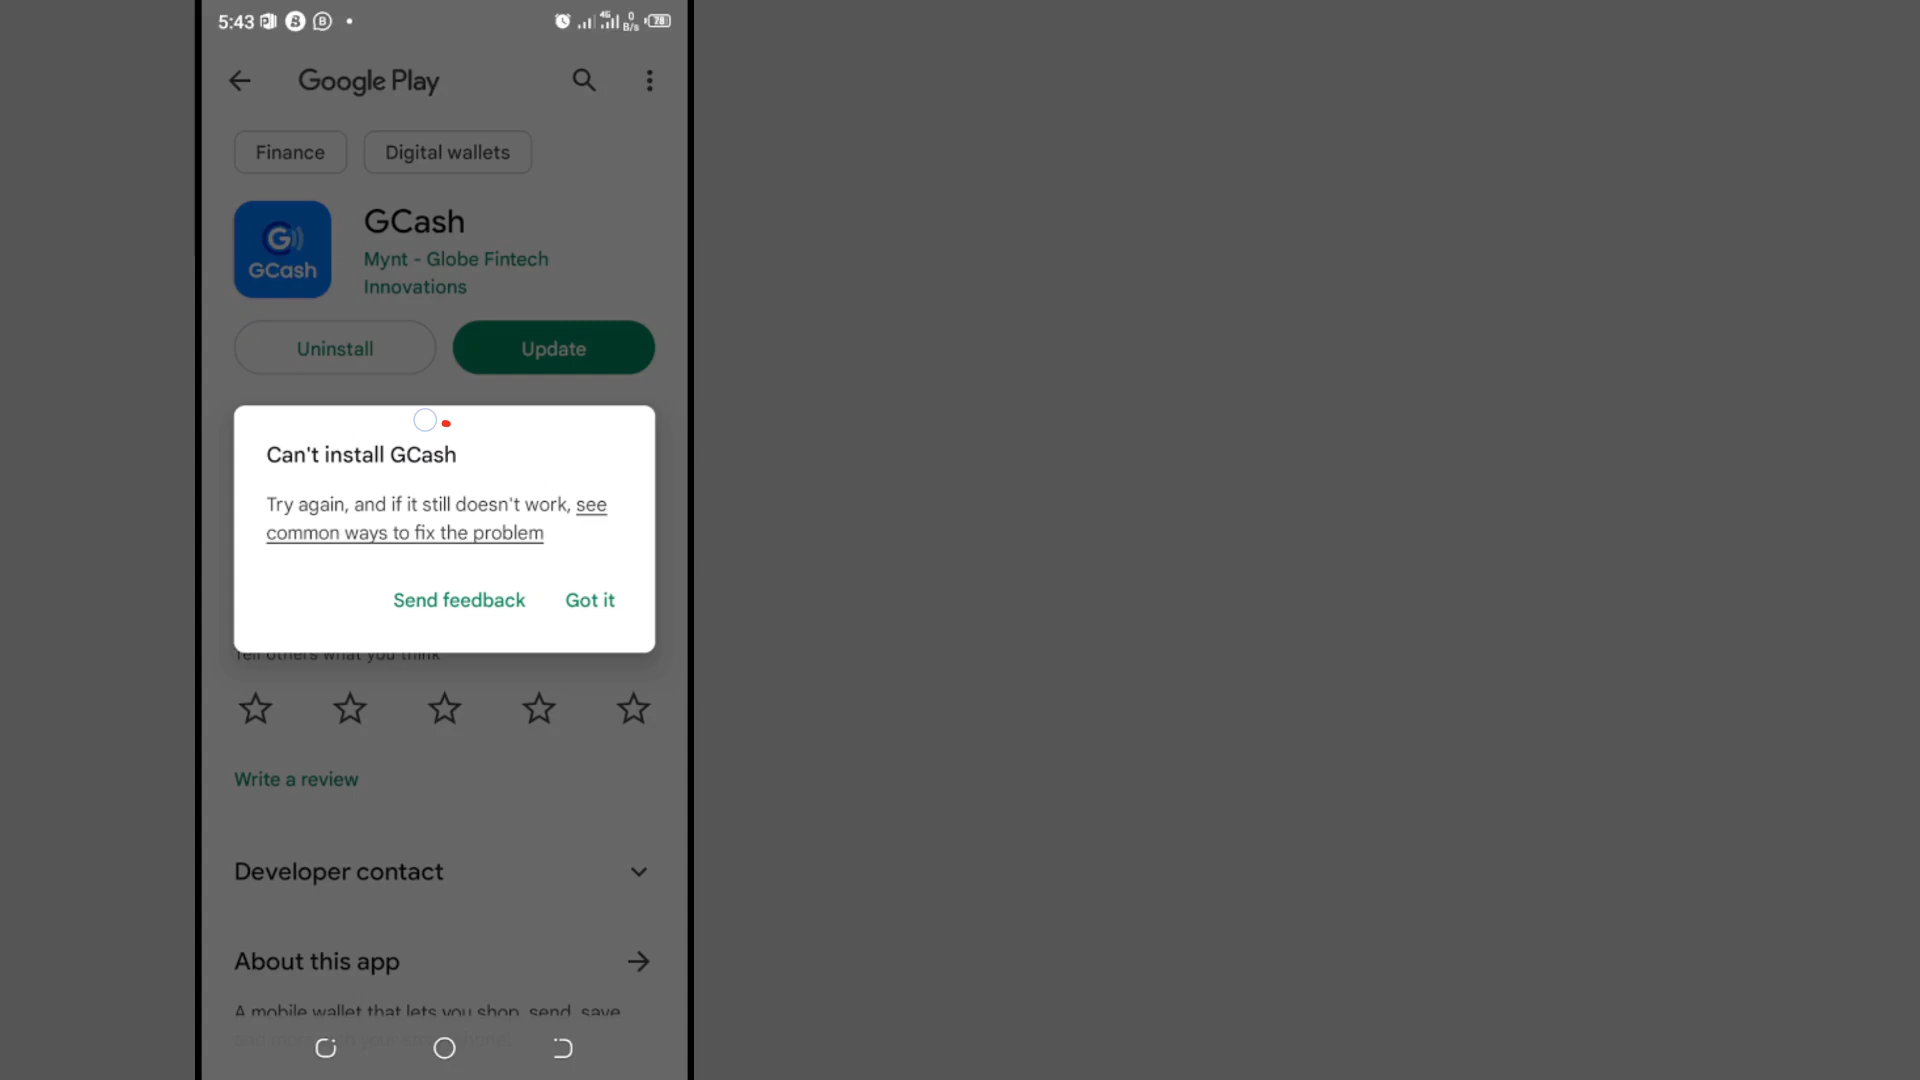 5:43
4G
0
B/s
78
Google Play
Finance
Digital wallets
GCash
GCash
Mynt - Globe Fintech
Innovations
Uninstall
Update
Can't install GCash
Try again, and if it still doesn't work, see
common ways to fix the problem
Send feedback
Got it
Tell others what you think
Write a review
Developer contact
About this app
A mobile wallet that lets you shop, send, save